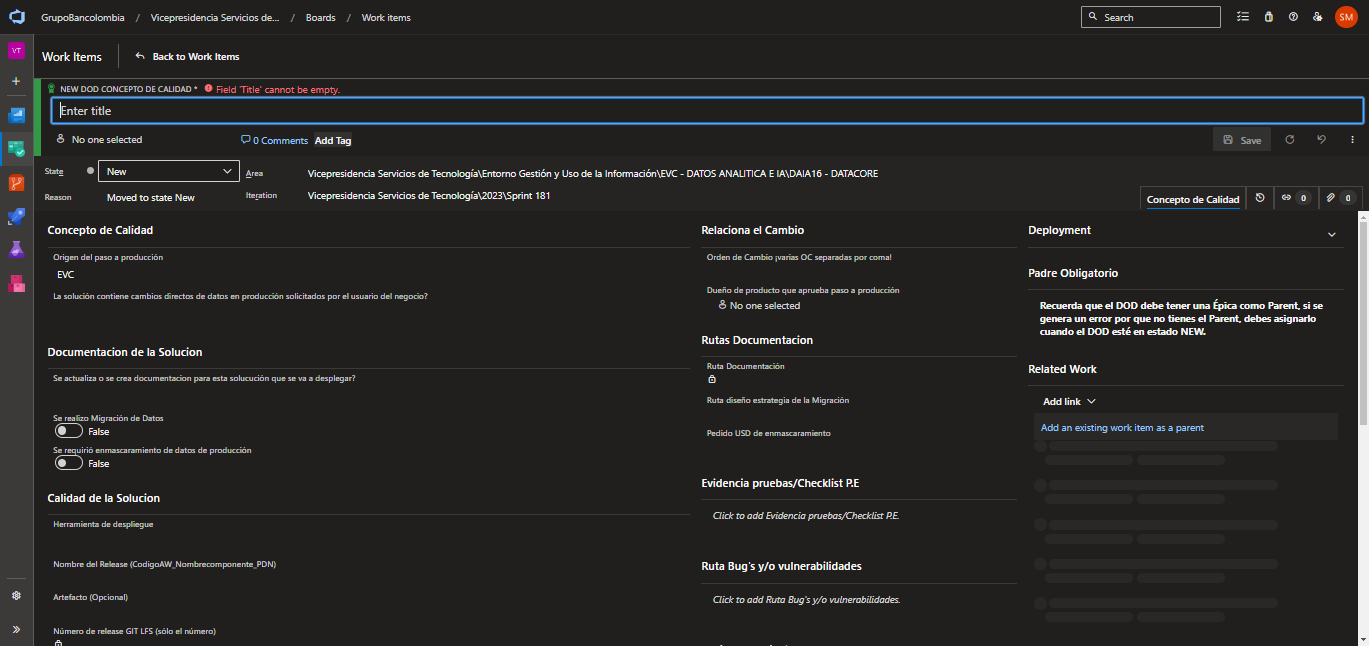 GrupoBancolombia / Vicepresidencia Servicios de... / Boards / Work items
Search
SM
VT
Work Items
Back to Work Items
NEW DOD CONCEPTO DE CALIDAD * Field 'Title' cannot be empty.
Enter title
No one selected
0 Comments
Add Tag
Save
State
New
Area
Vicepresidencia Servicios de Tecnología\Entorno Gestión y Uso de la Información\EVC - DATOS ANALITICA E IA\DAIA16 - DATACORE
Reason
Moved to state New
Iteration
Vicepresidencia Servicios de Tecnología\2023\Sprint 181
Concepto de Calidad
0
0
Concepto de Calidad
Origen del paso a producción
EVC
La solución contiene cambios directos de datos en producción solicitados por el usuario del negocio?
Documentacion de la Solucion
Se actualiza o se crea documentacion para esta solucución que se va a desplegar?
Se realizo Migración de Datos
False
Se requirió enmascaramiento de datos de producción
False
Calidad de la Solucion
Herramienta de despliegue
Nombre del Release (CodigoAW_Nombrecomponente_PDN)
Artefacto (Opcional)
Número de release GIT LFS (sólo el número)
Relaciona el Cambio
Orden de Cambio ¡varias OC separadas por coma!
Dueño de producto que aprueba paso a producción
No one selected
Rutas Documentacion
Ruta Documentación
Ruta diseño estrategia de la Migración
Pedido USD de enmascaramiento
Evidencia pruebas/Checklist P.E
Click to add Evidencia pruebas/Checklist P.E.
Ruta Bug's y/o vulnerabilidades
Click to add Ruta Bug's y/o vulnerabilidades.
Deployment
Padre Obligatorio
Recuerda que el DOD debe tener una Épica como Parent, si se
genera un error por que no tienes el Parent, debes asignarlo
cuando el DOD esté en estado NEW.
Related Work
Add link
Add an existing work item as a parent